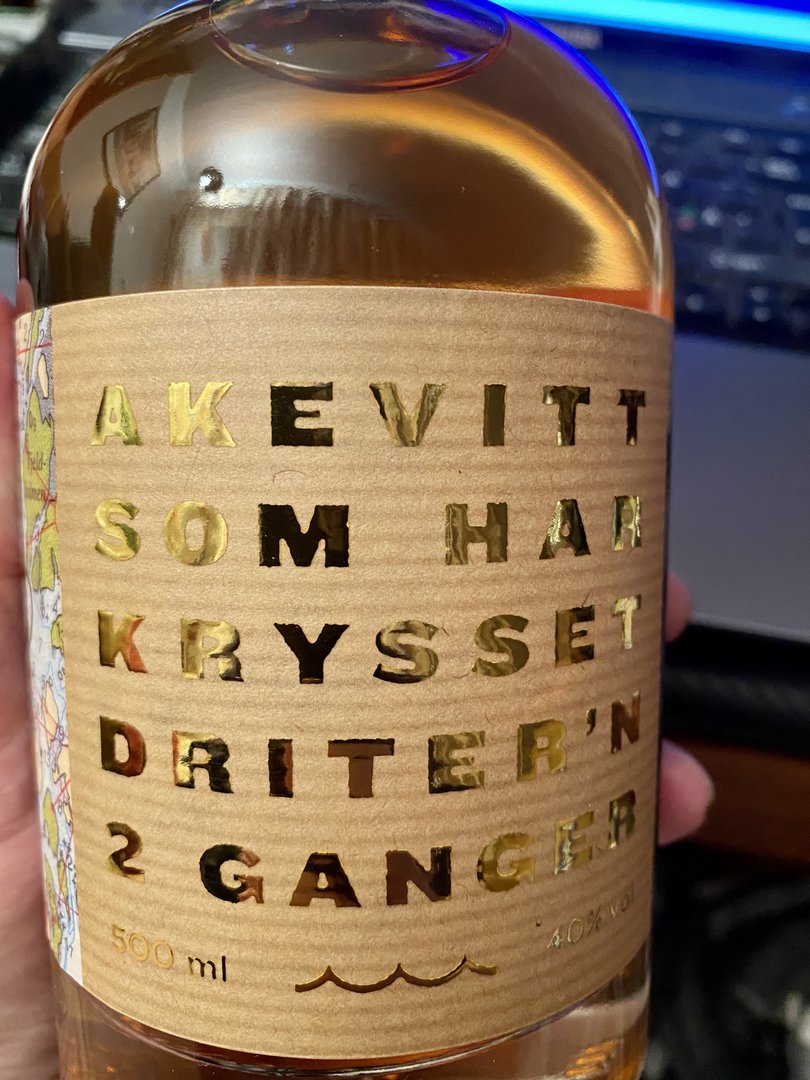 AKEVITT
SOM HAR
KRYSSET
DRITER'N
2 GANGER
500 ml
40% vol